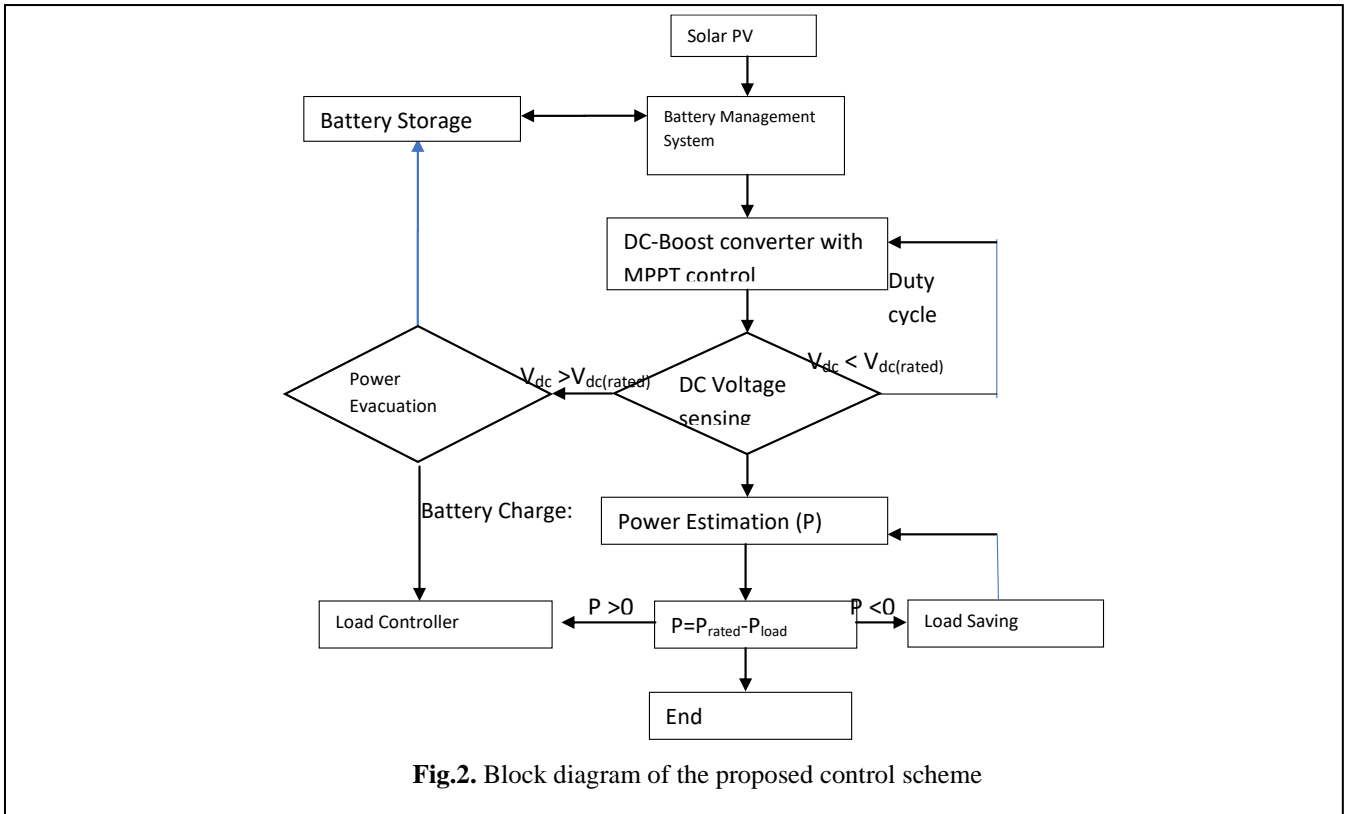 Solar PV
Battery Storage
Battery Management
System
DC-Boost converter with
MPPT control
Duty
cycle
Vdc < Vdc(rated)
Vdc >Vdc(rated)
Power
Evacuation
DC Voltage
sensing
Battery Charge:
Power Estimation (P)
P >0
P <0
Load Controller
P=Prated-Pload
Load Saving
End
Fig.2. Block diagram of the proposed control scheme